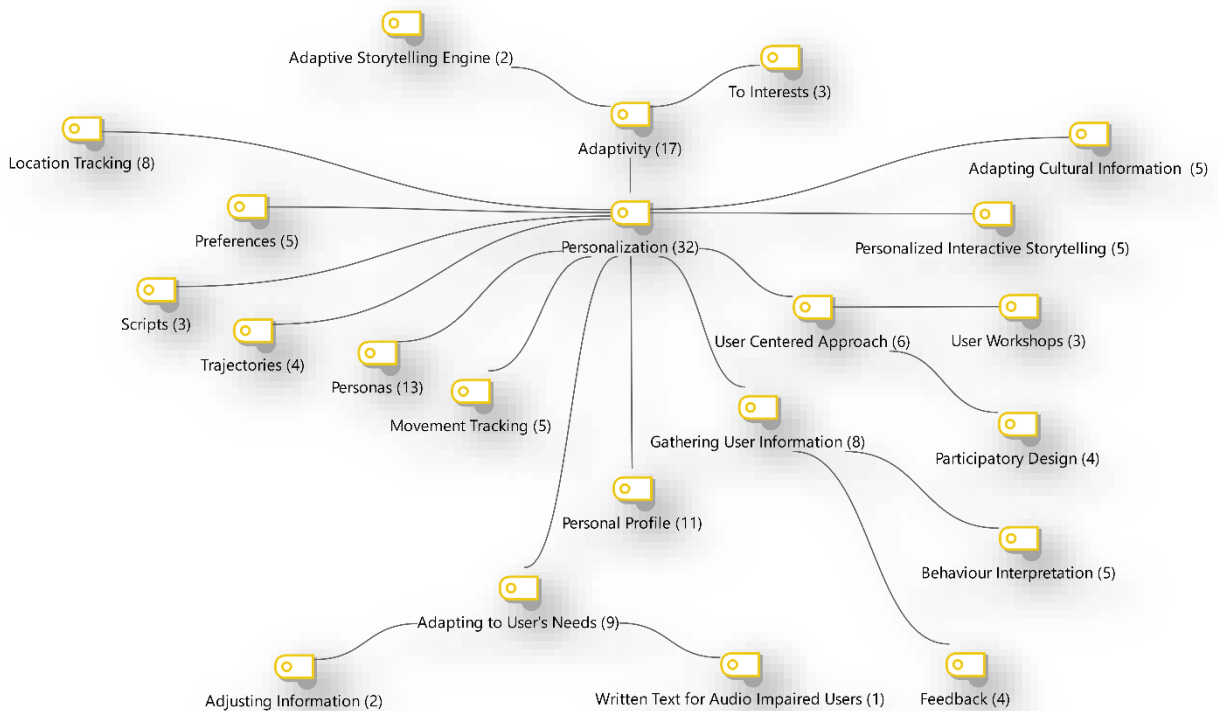 Adaptive Storytelling Engine (2)
To Interests (3)
Adaptivity (17)
Location Tracking (8)
Adapting Cultural Information (5)
Preferences (5)
Personalization (32)
Personalized Interactive Storytelling (5)
Scripts (3)
Trajectories (4)
User Centered Approach (6)
User Workshops (3)
Personas (13)
Movement Tracking (5)
Gathering User Information (8)
Participatory Design (4)
Personal Profile (11)
Behaviour Interpretation (5)
Adapting to User's Needs (9)
Adjusting Information (2)
Written Text for Audio Impaired Users (1)
Feedback (4)